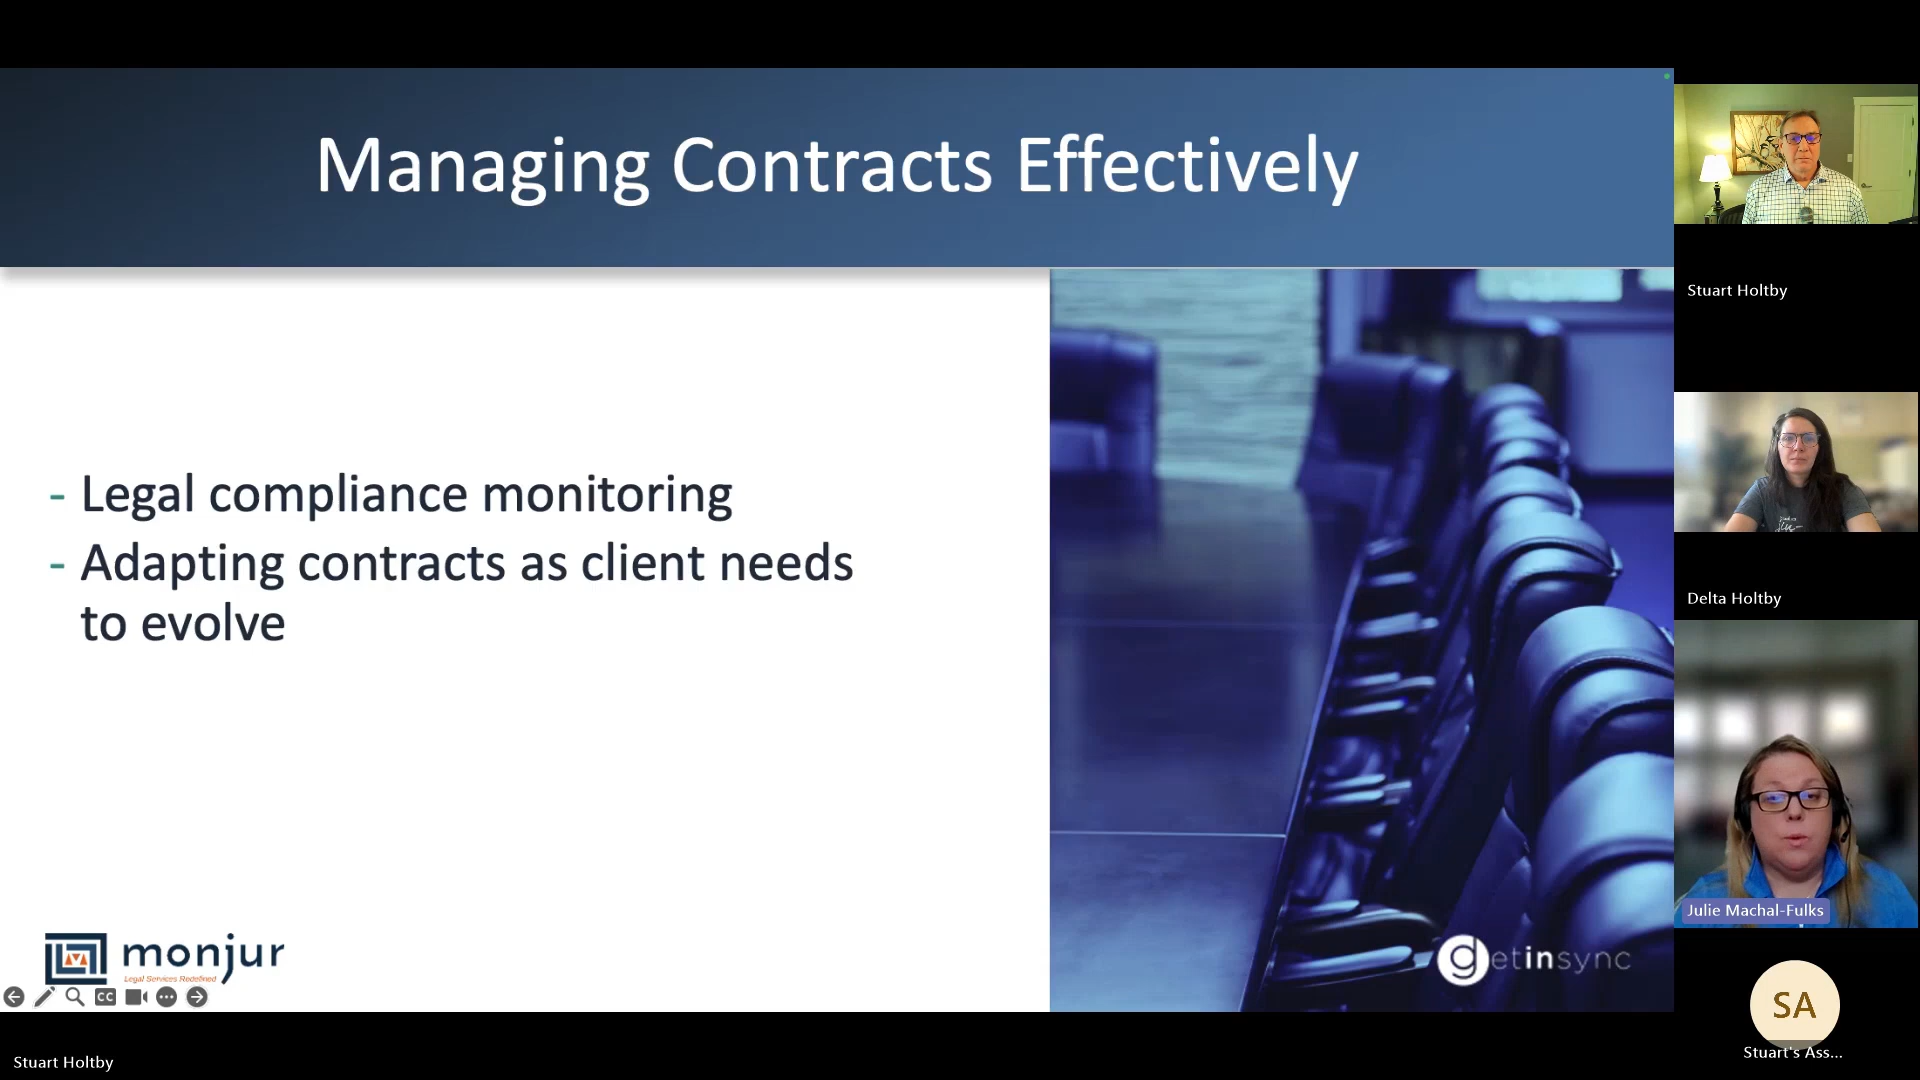 Managing Contracts Effectively
- Legal compliance monitoring
- Adapting contracts as client needs
to evolve
monjur
Legal Services Redefined
CC
getinsync
Stuart Holtby
Stuart Holtby
Delta Holtby
Julie Machal-Fulks
SA
Stuart's Ass...